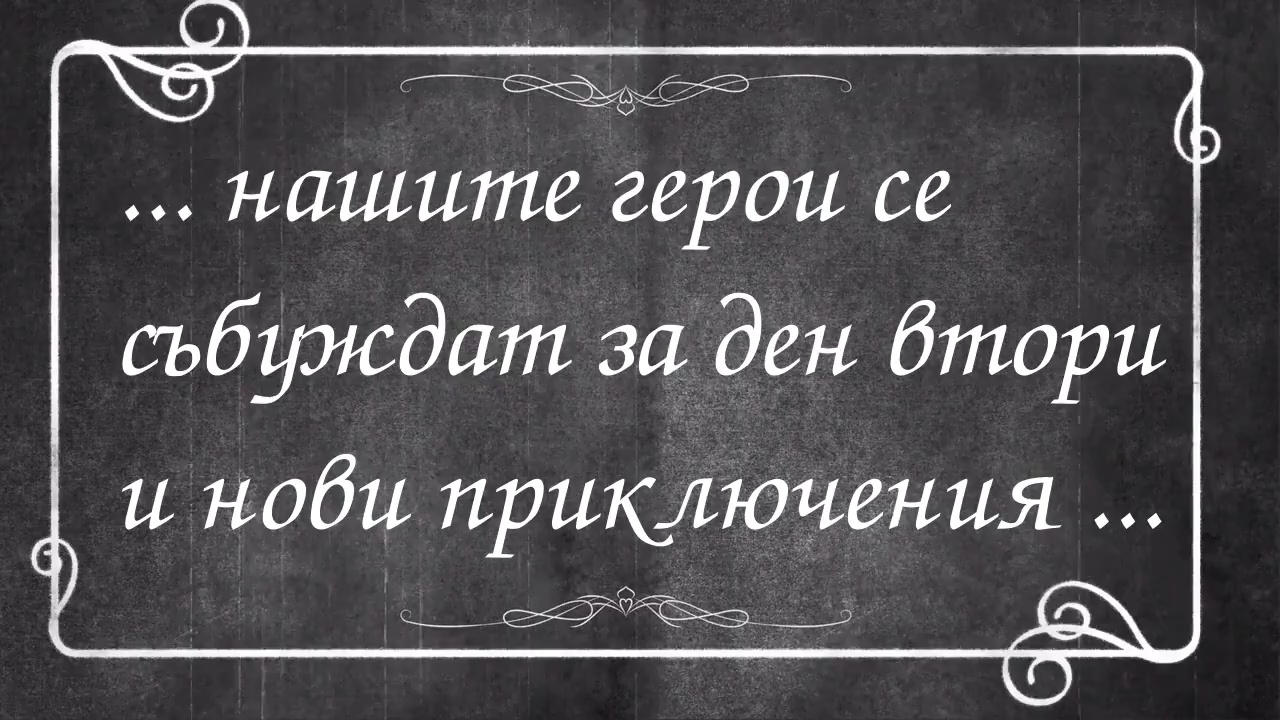 ... нашите герои се
събуждат за ден втори
и нови приключения ...